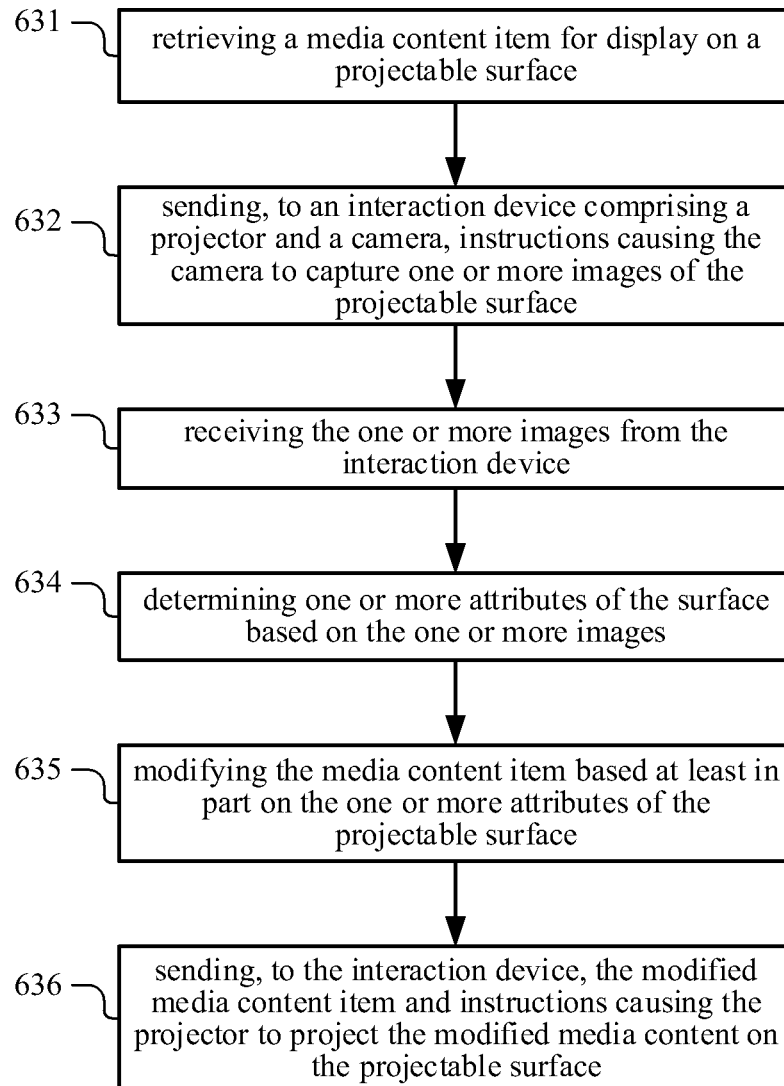 631
retrieving a media content item for display on a
projectable surface
632
sending, to an interaction device comprising a
projector and a camera, instructions causing the
camera to capture one or more images of the
projectable surface
633
receiving the one or more images from the
interaction device
634
determining one or more attributes of the surface
based on the one or more images
635
modifying the media content item based at least in
part on the one or more attributes of the
projectable surface
636
sending, to the interaction device, the modified
media content item and instructions causing the
projector to project the modified media content on
the projectable surface